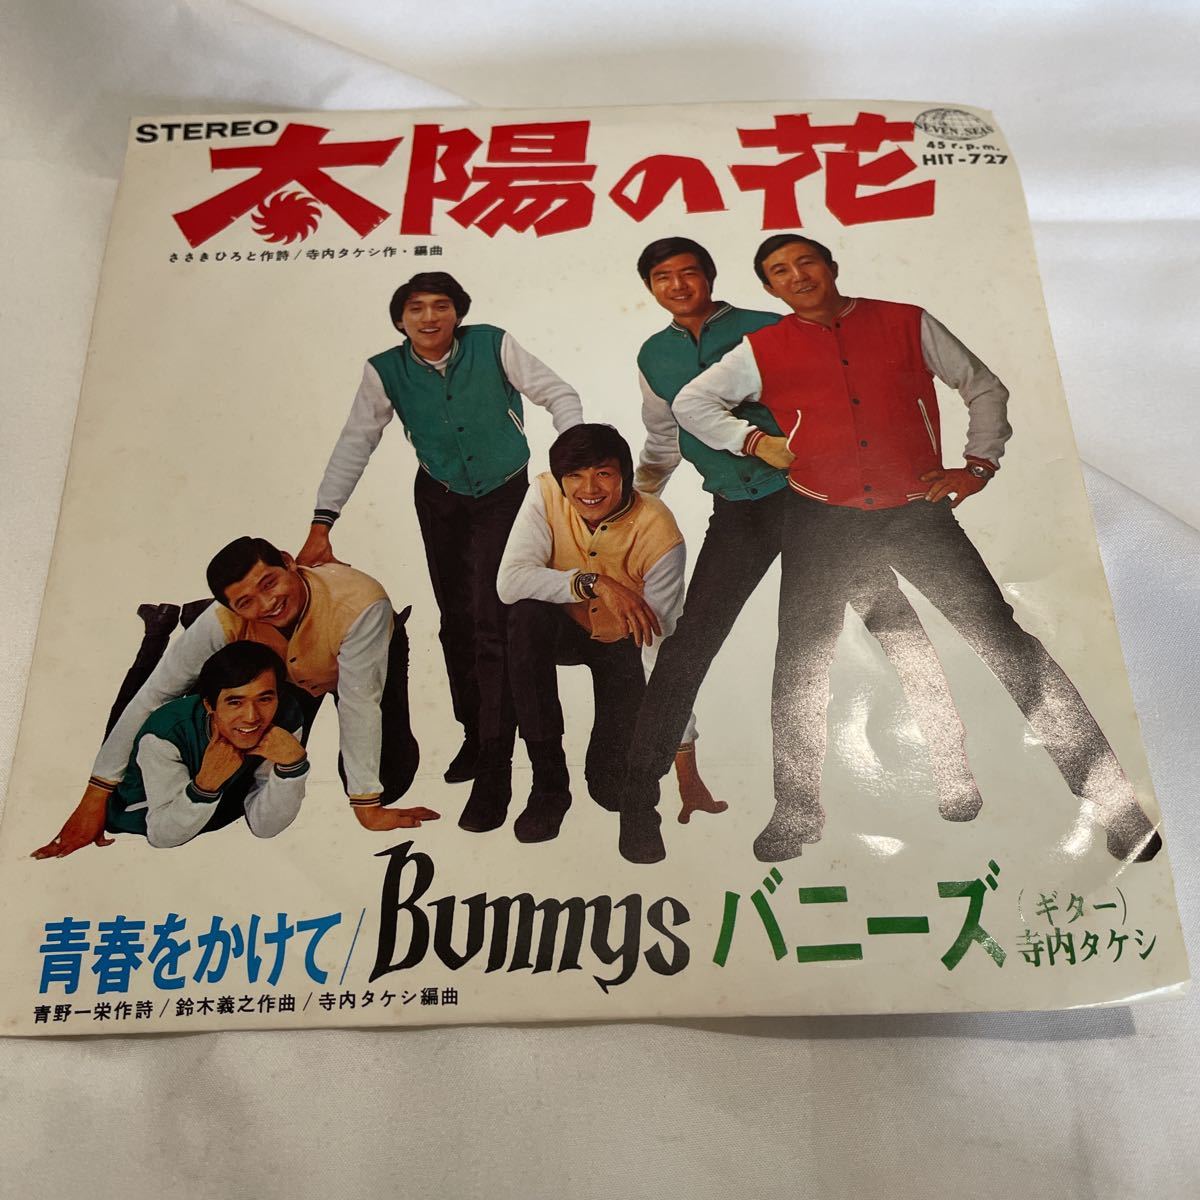 STEREO
太陽の花
ささきひろと作詩/寺内タケシ作・編曲
SEVEN SEAS
45 r.p.m.
HIT-727
青春をかけて/Bunnys バニーズ(ギター)寺内タケシ
青野一栄作詩/鈴木義之作曲/寺内タケシ編曲